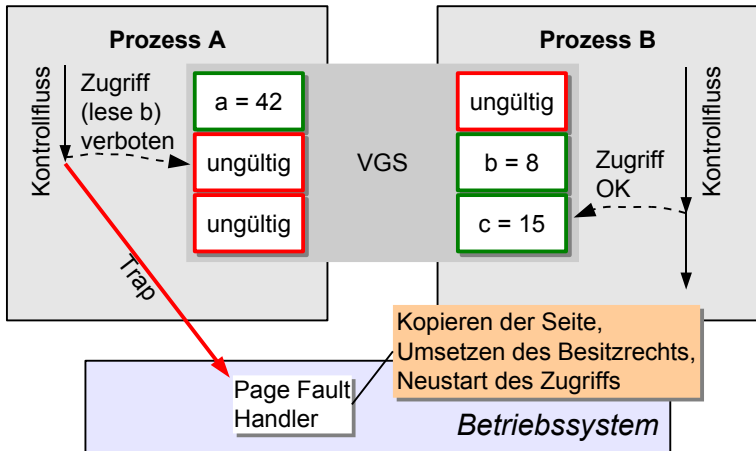 Prozess A
Prozess B
Kontrollfluss
Zugriff
(lese b)
verboten
a = 42
ungültig
ungültig
VGS
ungültig
b = 8
c = 15
Zugriff
OK
Kontrollfluss
Trap
Kopieren der Seite,
Umsetzen des Besitzrechts,
Neustart des Zugriffs
Page Fault
Handler
Betriebssystem